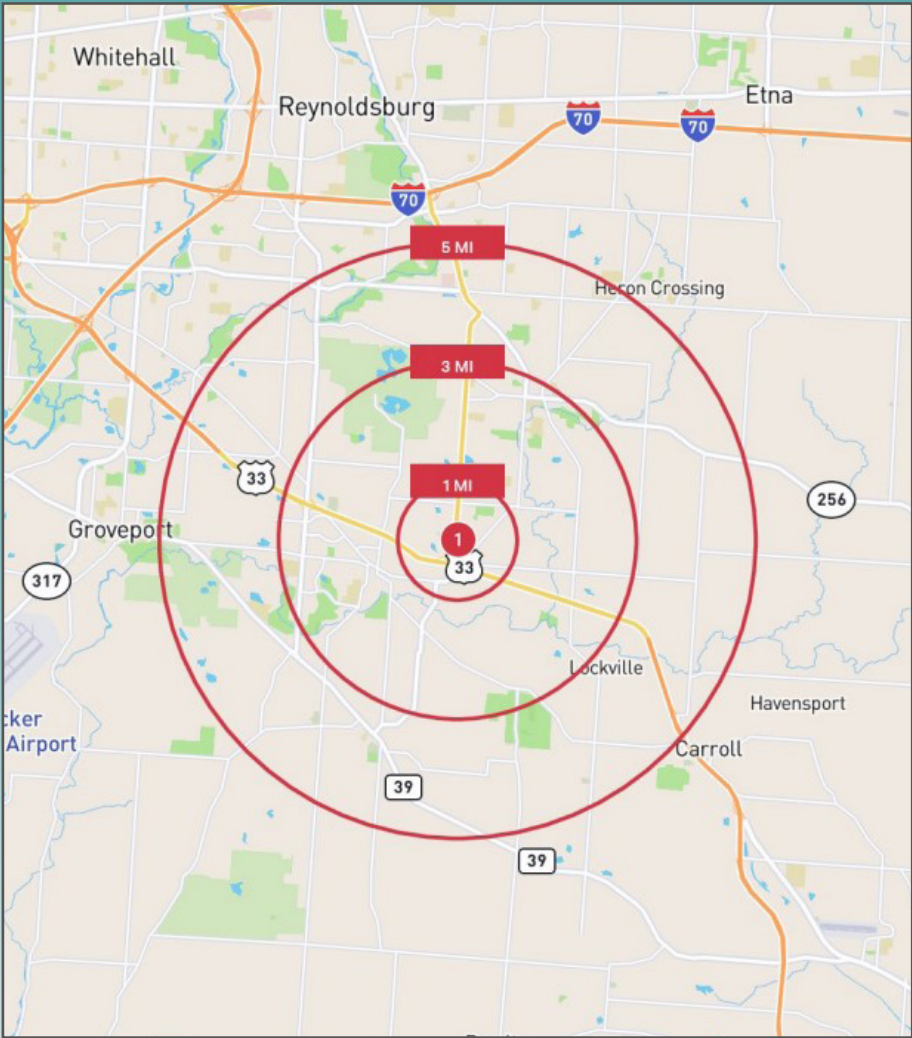 Whitehall
Reynoldsburg
Etna
70
70
70
5 MI
Heron Crossing
3 MI
33
1 MI
256
Groveport
1
33
317
Lockville
Havensport
cker
Airport
Carroll
39
39